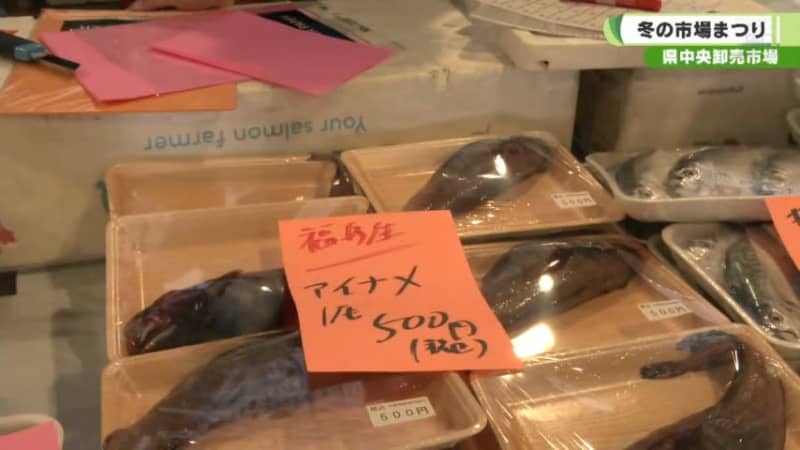 冬の市場まつり
県中央卸売市場
Your salmon farmer
福島産
アイナメ
1尾
500円
(税込)
500円
500円